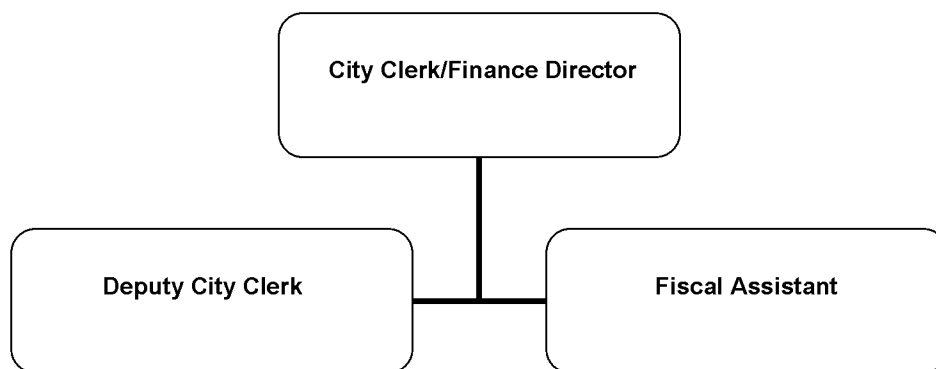 City Clerk/Finance Director
Deputy City Clerk
Fiscal Assistant